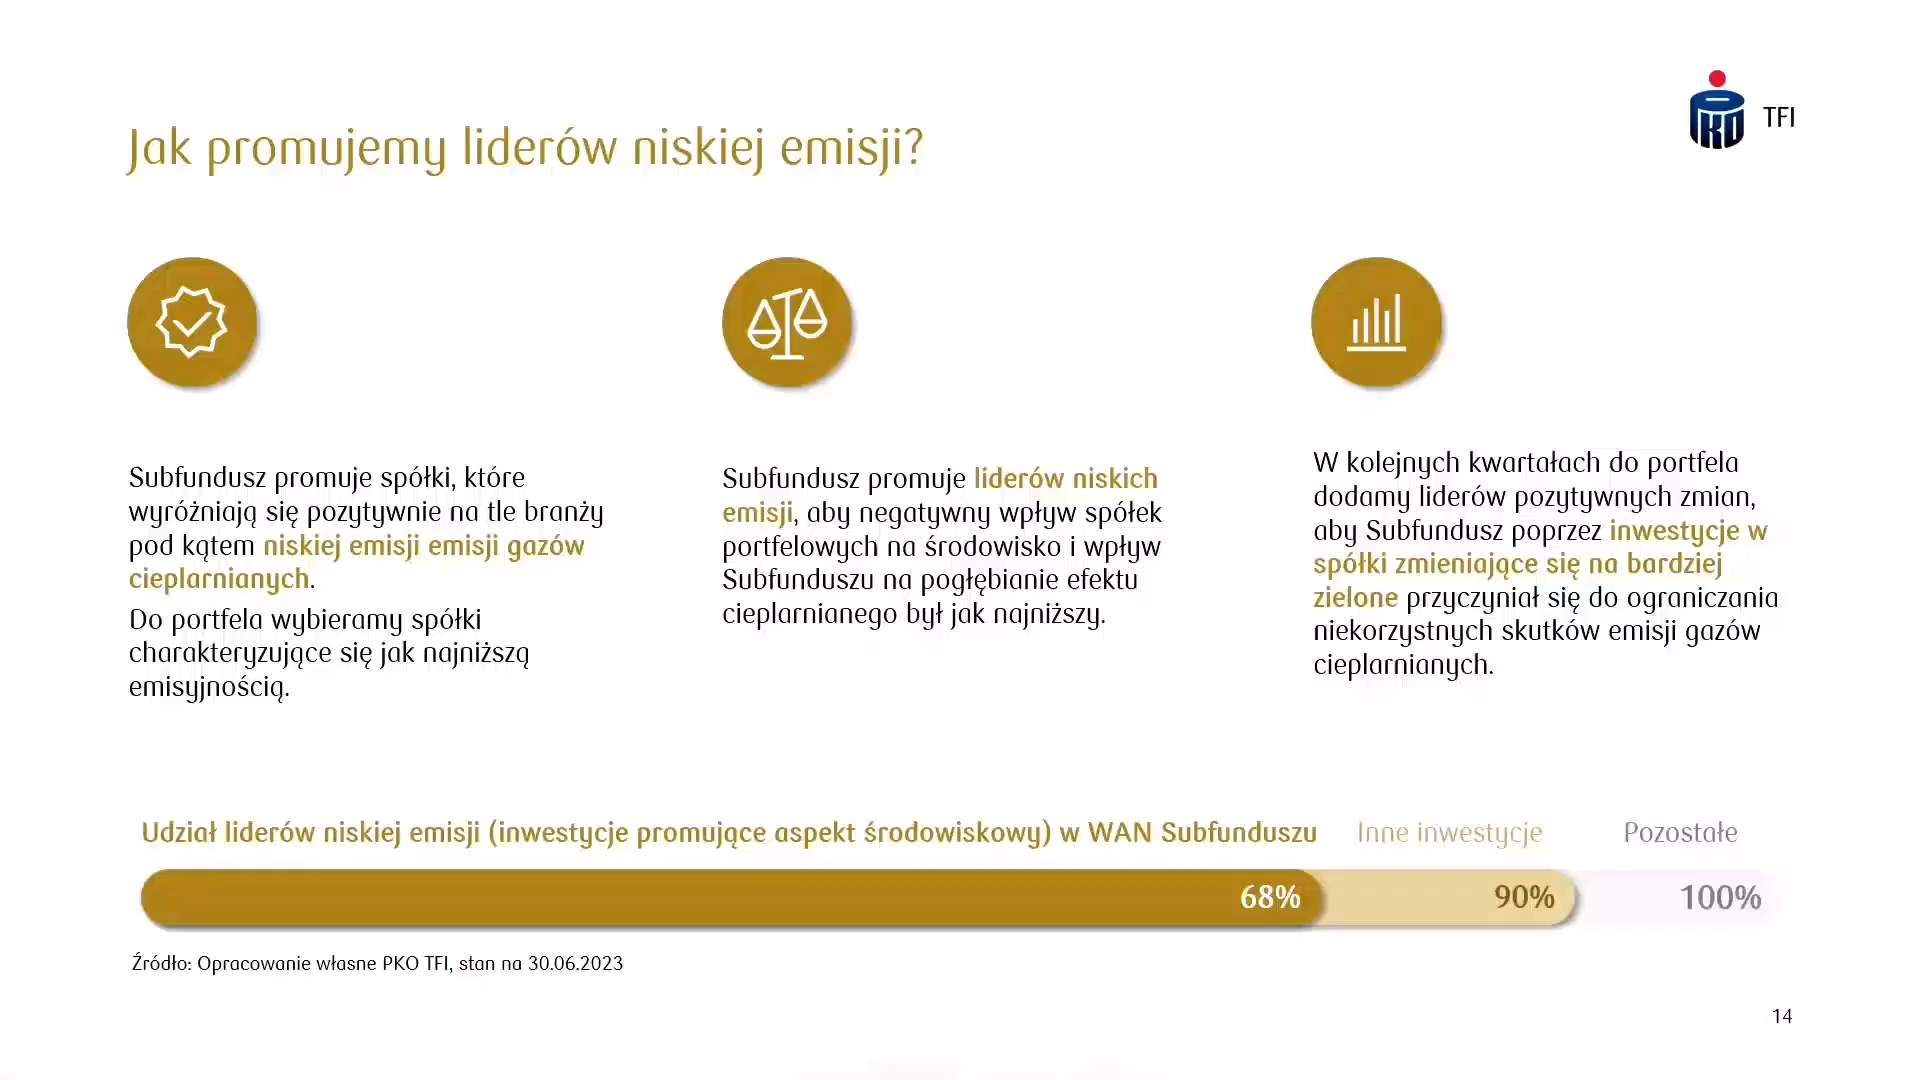 PKO TFI
Jak promujemy liderów niskiej emisji?
Subfundusz promuje spółki, które
wyróżniają się pozytywnie na tle branży
pod kątem niskiej emisji emisji gazów
cieplarnianych.
Do portfela wybieramy spółki
charakteryzujące się jak najniższą
emisyjnością.
Subfundusz promuje liderów niskich
emisji, aby negatywny wpływ spółek
portfelowych na środowisko i wpływ
Subfunduszu na pogłębianie efektu
cieplarnianego był jak najniższy.
W kolejnych kwartałach do portfela
dodamy liderów pozytywnych zmian,
aby Subfundusz poprzez inwestycje w
spółki zmieniające się na bardziej
zielone przyczyniał się do ograniczania
niekorzystnych skutków emisji gazów
cieplarnianych.
Udział liderów niskiej emisji (inwestycje promujące aspekt środowiskowy) w WAN Subfunduszu Inne inwestycje Pozostałe
68% 90% 100%
Źródło: Opracowanie własne PKO TFI, stan na 30.06.2023
14